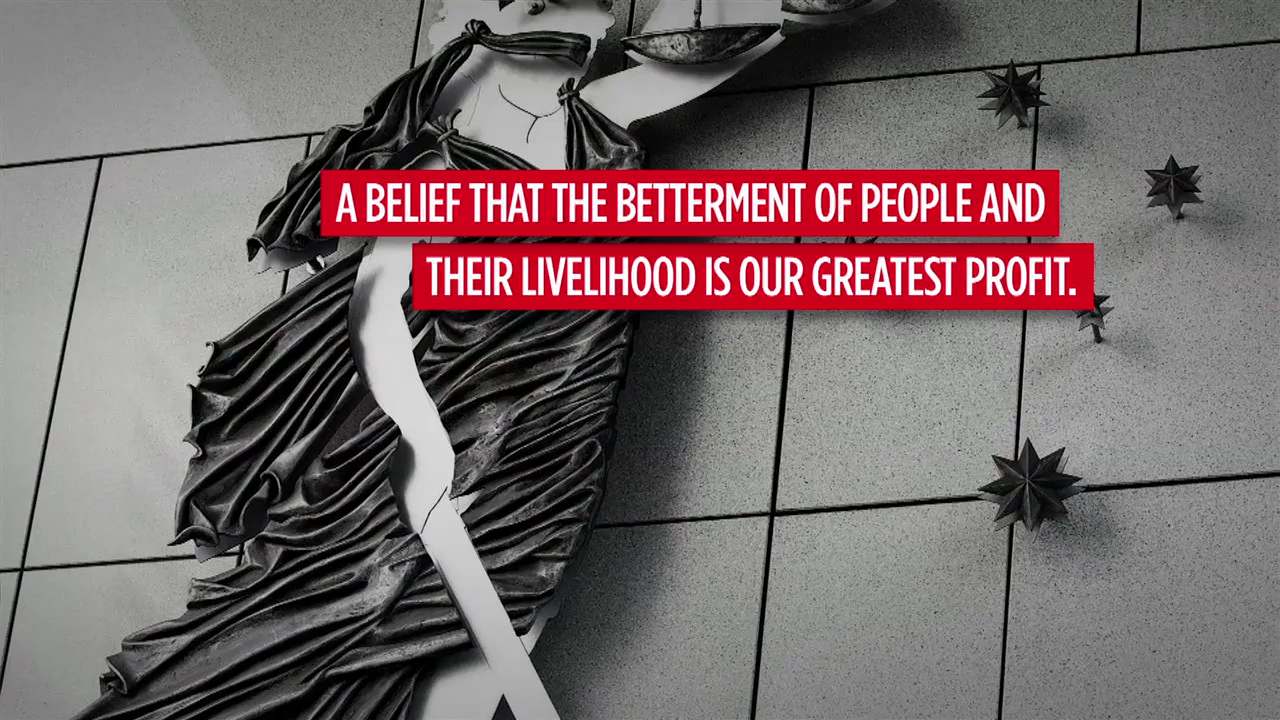 A BELIEF THAT THE BETTERMENT OF PEOPLE AND
THEIR LIVELIHOOD IS OUR GREATEST PROFIT.